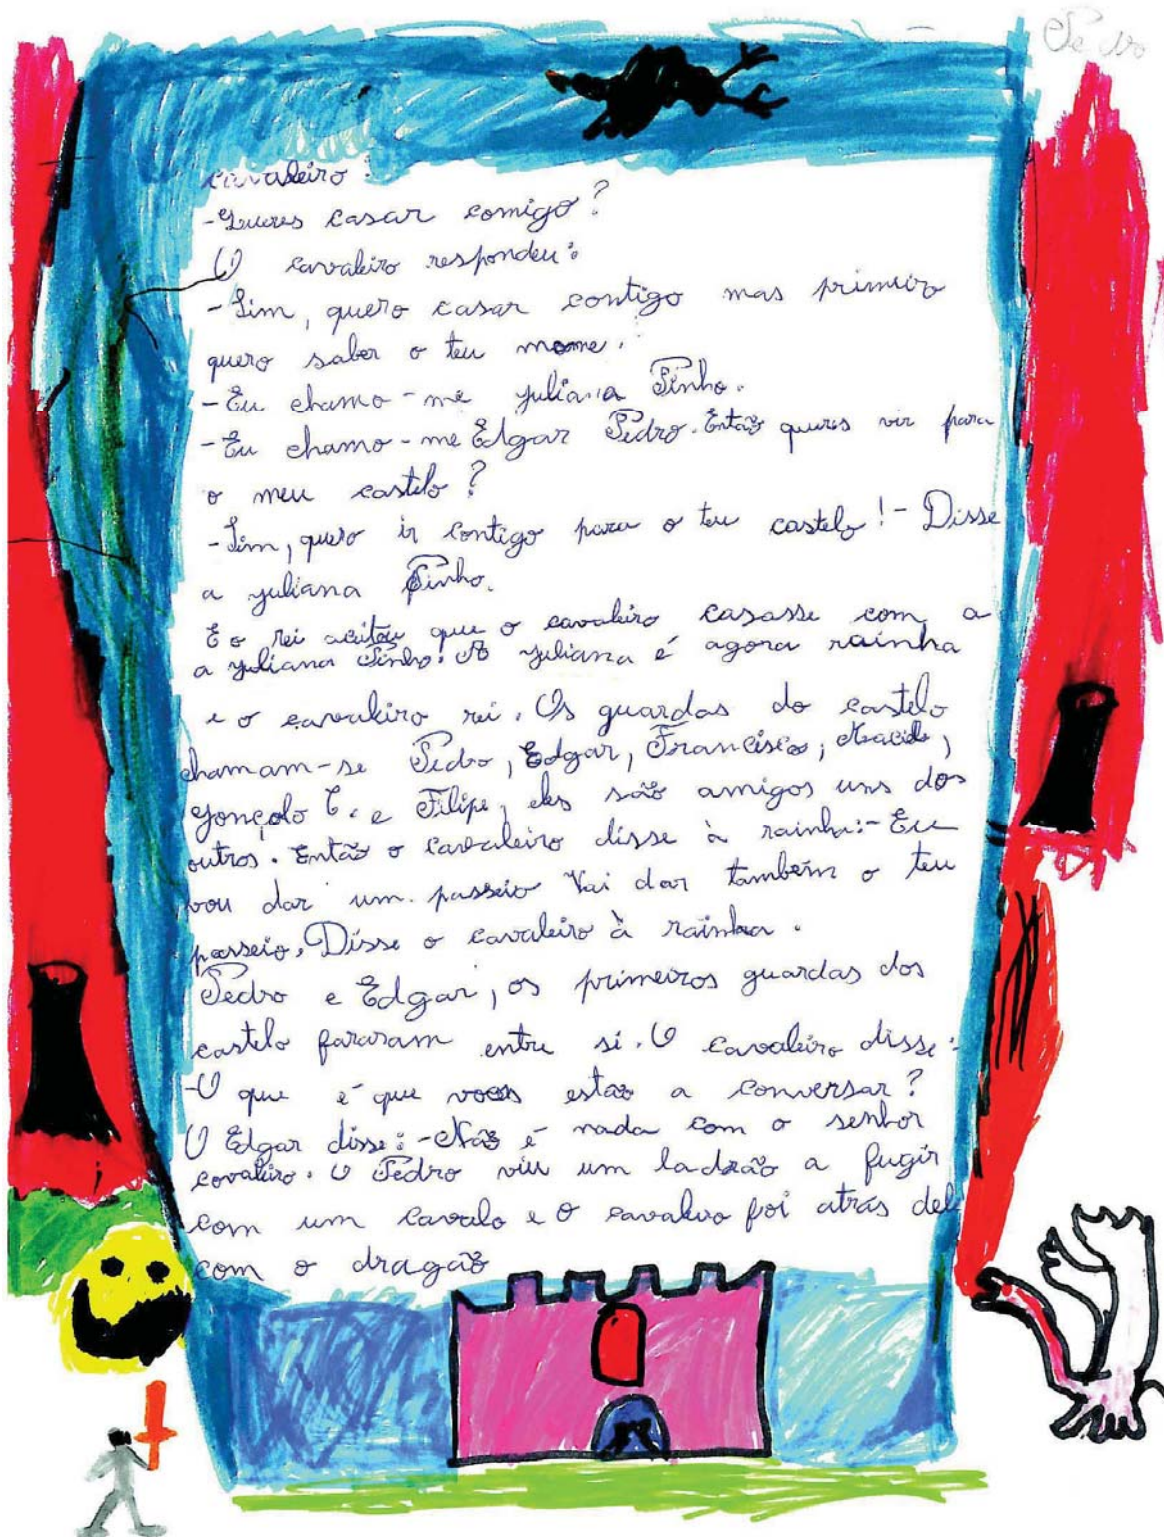 Pedro
cavaleiro:
-Queres casar comigo?
O cavaleiro respondeu:
-Sim, quero casar contigo mas primeiro
quero saber o teu mome.
-Eu chamo-me juliana Pinho.
-Eu chamo-me Edgar Pedro. Então queres vir para
o meu castelo?
-Sim, quero ir contigo para o teu castelo! - Disse
a juliana Pinho.
E o rei aceitou que o cavaleiro casasse com a
a juliana Pinho. A juliana é agora rainha
e o cavaleiro rei. Os guardas do castelo
chamam-se Pedro, Edgar, Francisco,
Gonçolo C. e Filipe, eles são amigos uns dos
outros. Então o cavaleiro disse à rainha:- Eu
vou dar um passeio Vai dar também o teu
passeio. Disse o cavaleiro à rainha.
Pedro e Edgar, os primeiros guardas dos
castelo fararam entre si. O cavaleiro disse:
-O que é que voces estão a conversar?
O Edgar disse: -Não é nada com o senhor
covaleiro. O Pedro viu um ladrão a fugir
com um cavalo e o cavaleiro foi atrás del
com o dragão